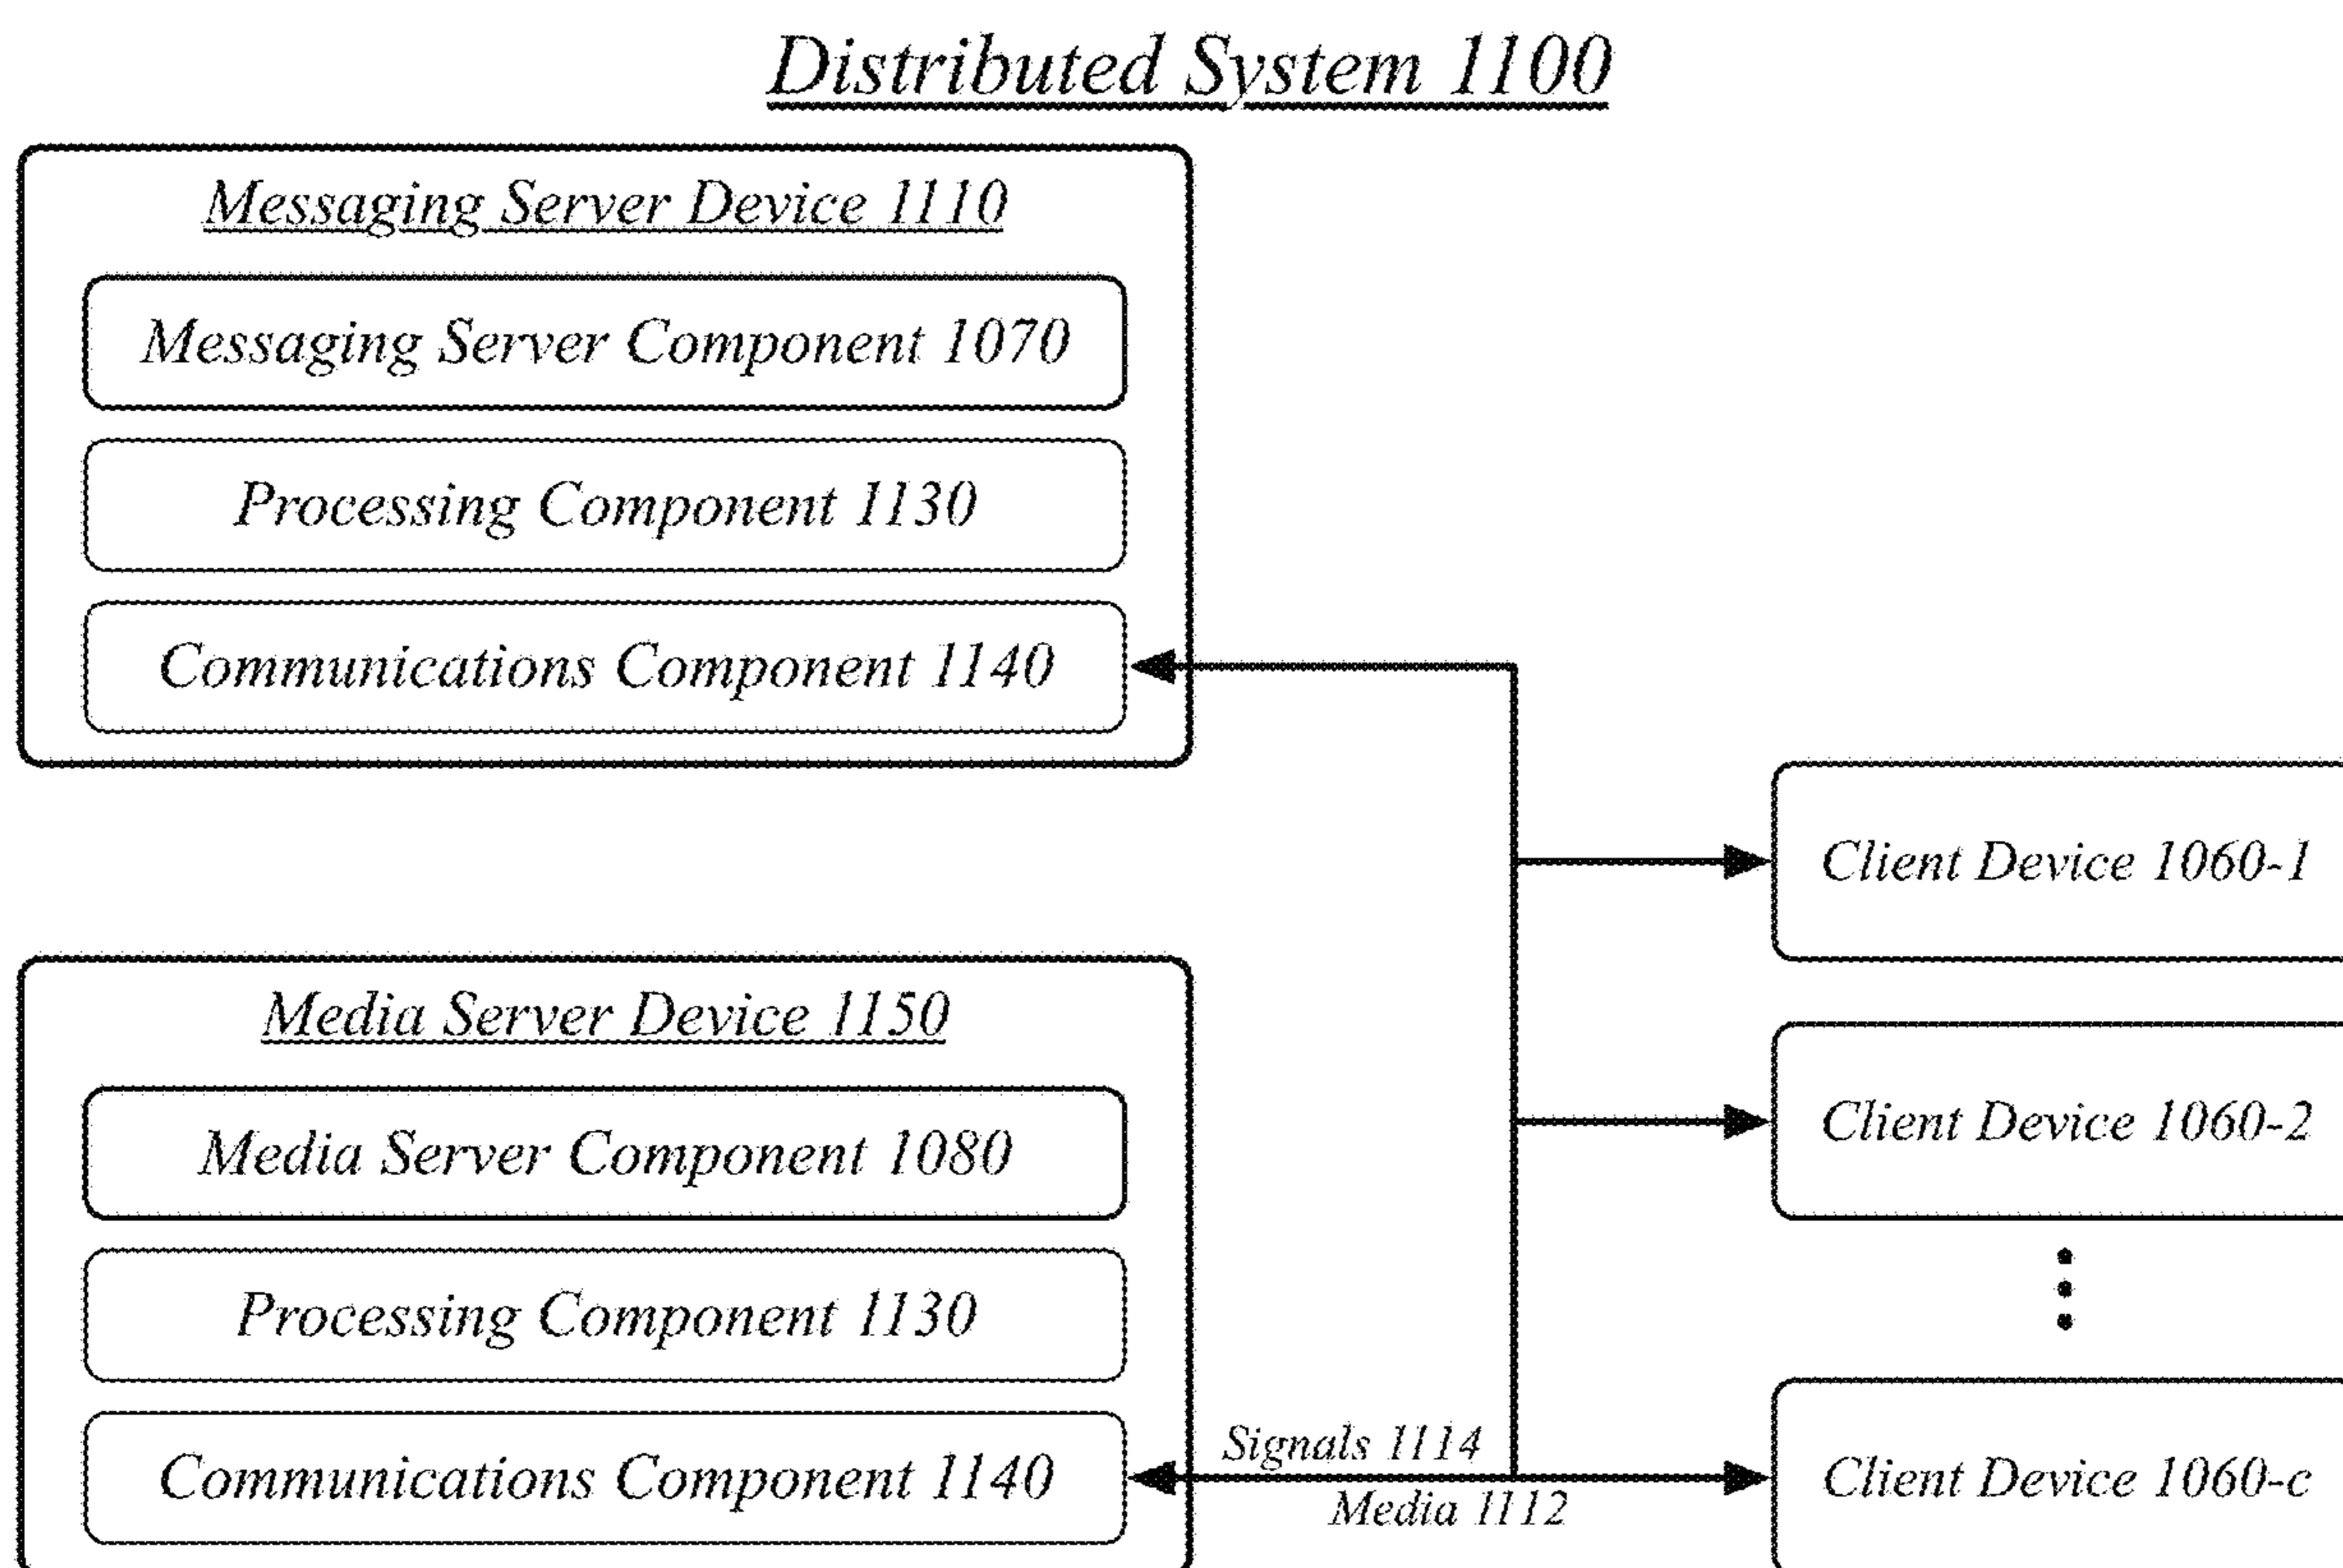 Distributed System 1100
Messaging Server Device 1110
Messaging Server Component 1070
Processing Component 1130
Communications Component 1140
Client Device 1060-1
Media Server Device 1150
Media Server Component 1080
Client Device 1060-2
Processing Component 1130
Communications Component 1140
Signals 1114
Media 1112
Client Device 1060-c